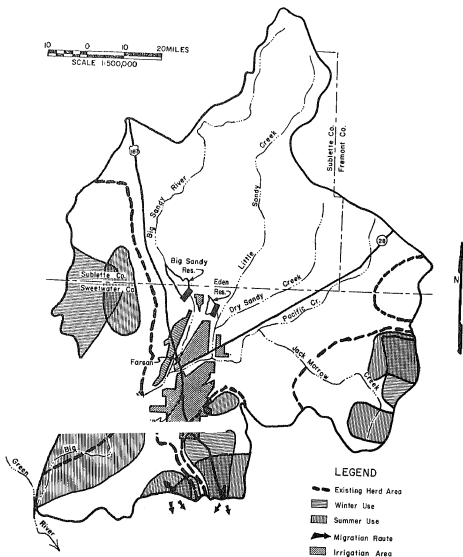 10 0 10 20 MILES
SCALE 1:500,000
Sublette Co.
Fremont Co.
187
Big Sandy River
Little Sandy Creek
28
Big Sandy Res.
Eden Res.
Sublette Co.
Sweetwater Co.
Dry Sandy Creek
Pacific Cr.
N
Farson
Jack Morrow Creek
Big
Green River
LEGEND
Existing Herd Area
Winter Use
Summer Use
Migration Route
Irrigation Area